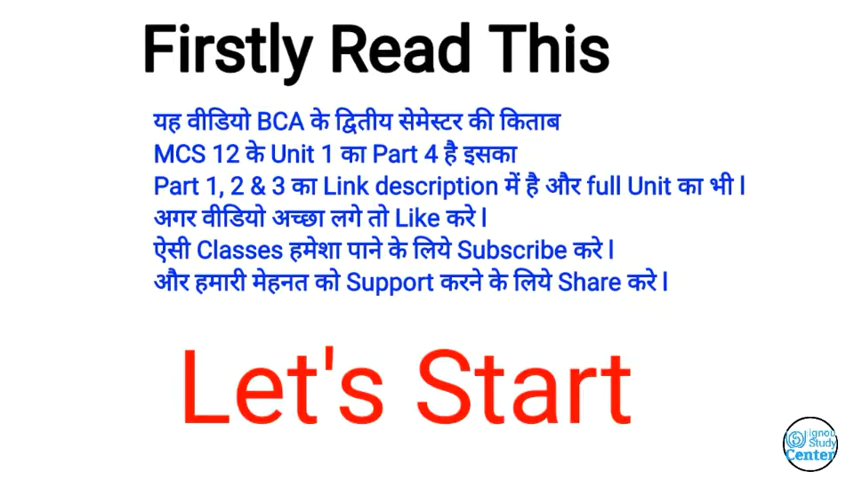 Firstly Read This
यह वीडियो BCA के द्वितीय सेमेस्टर की किताब
MCS 12 के Unit 1 का Part 4 है इसका
Part 1, 2 & 3 का Link description में है और full Unit का भी l
अगर वीडियो अच्छा लगे तो Like करे l
ऐसी Classes हमेशा पाने के लिये Subscribe करे l
और हमारी मेहनत को Support करने के लिये Share करे l
Let's Start
ignou
Study
Center